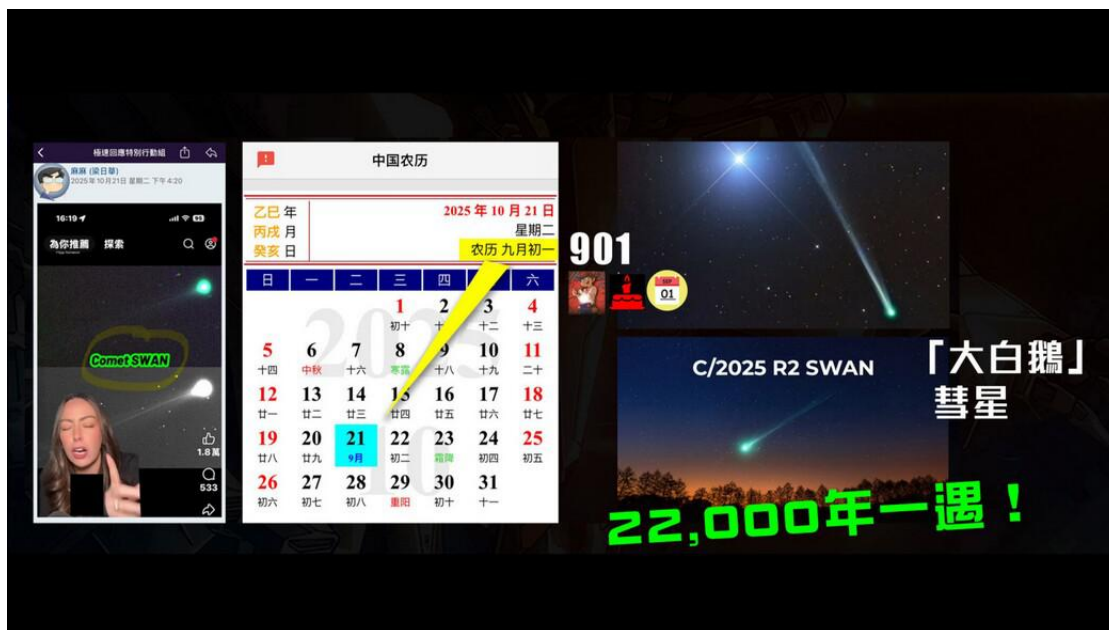 極速回應特別行動組
麻麻 (梁日華)
2025年10月21日 星期二 下午4:20
16:19
為你推薦 探索
Comet SWAN
1.8萬
533
中国农历
乙巳 年
2025 年 10 月 21 日
丙戌 月
星期二
癸亥 日
农历 九月初一
日 一 二 三 四 六
1 2 3 4
初十 十二 十三
5 6 7 8 9 10 11
十四 中秋 十六 寒露 十八 十九 二十
12 13 14 15 16 17 18
廿一 廿二 廿三 廿四 廿五 廿六 廿七
19 20 21 22 23 24 25
廿八 廿九 9月 初二 霜降 初四 初五
26 27 28 29 30 31
初六 初七 初八 重阳 初十 十一
2025
10
901
SEP
01
C/2025 R2 SWAN
「大白鵝」
彗星
22,000年一遇！